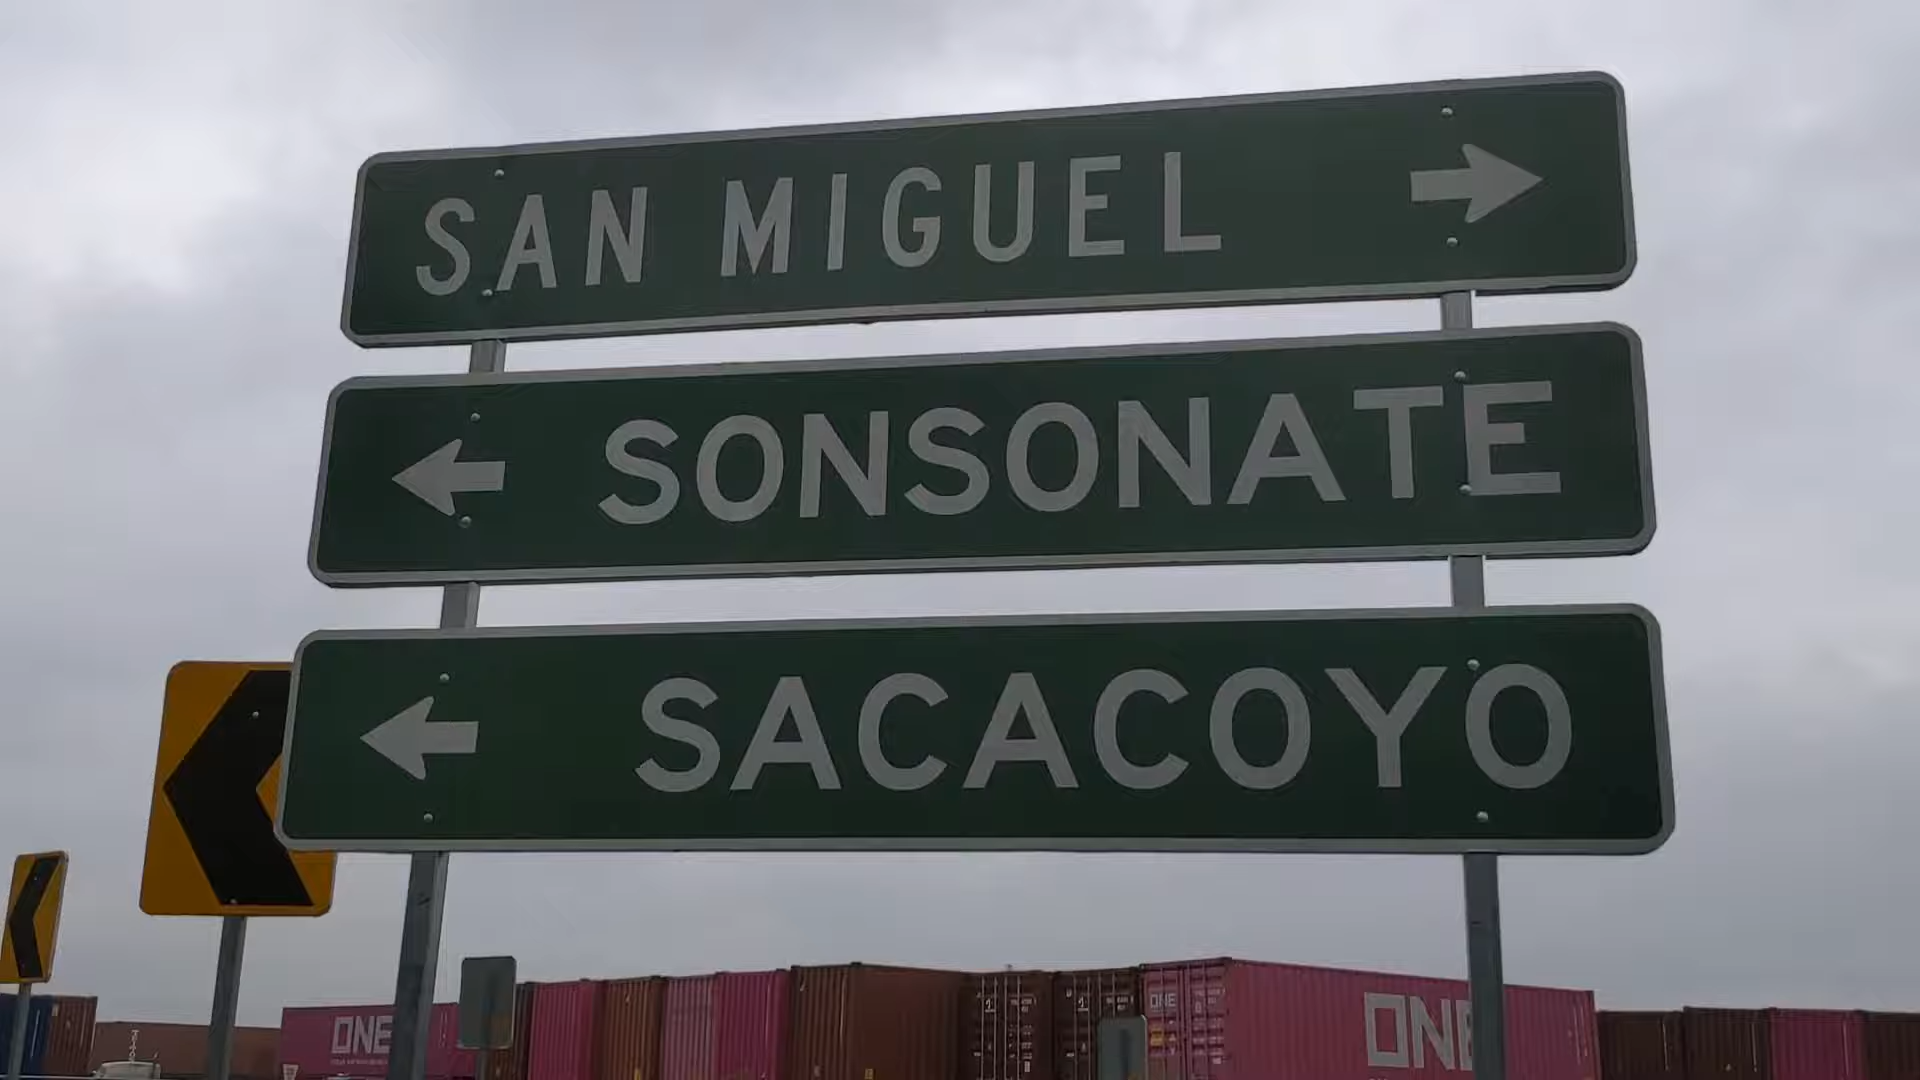 SAN MIGUEL
SONSONATE
SACACOYO
ONE
ONE
ONE